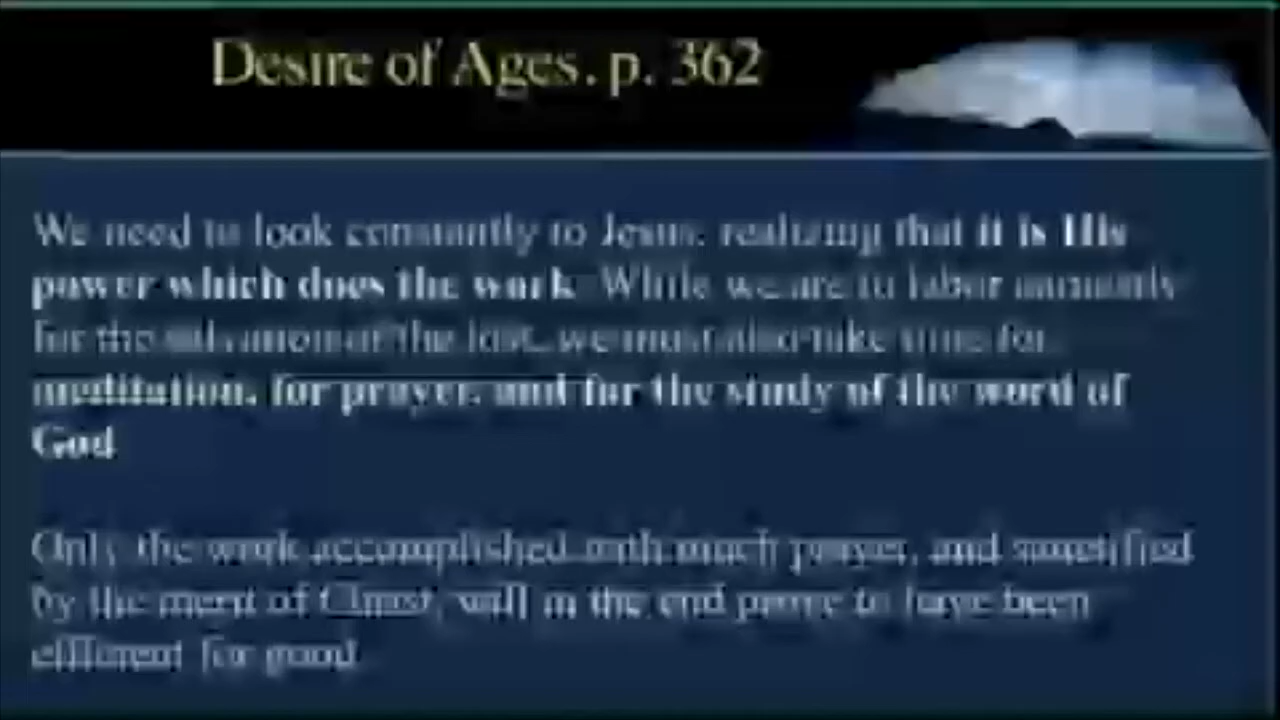 Desire of Ages, p. 362
We need to look constantly to Jesus, realizing that it is His
power which does the work. While we are to labor earnestly
for the salvation of the lost, we must also take time for
meditation, for prayer, and for the study of the word of
God.
Only the work accomplished with much prayer, and sanctified
by the merit of Christ, will in the end prove to have been
efficient for good.